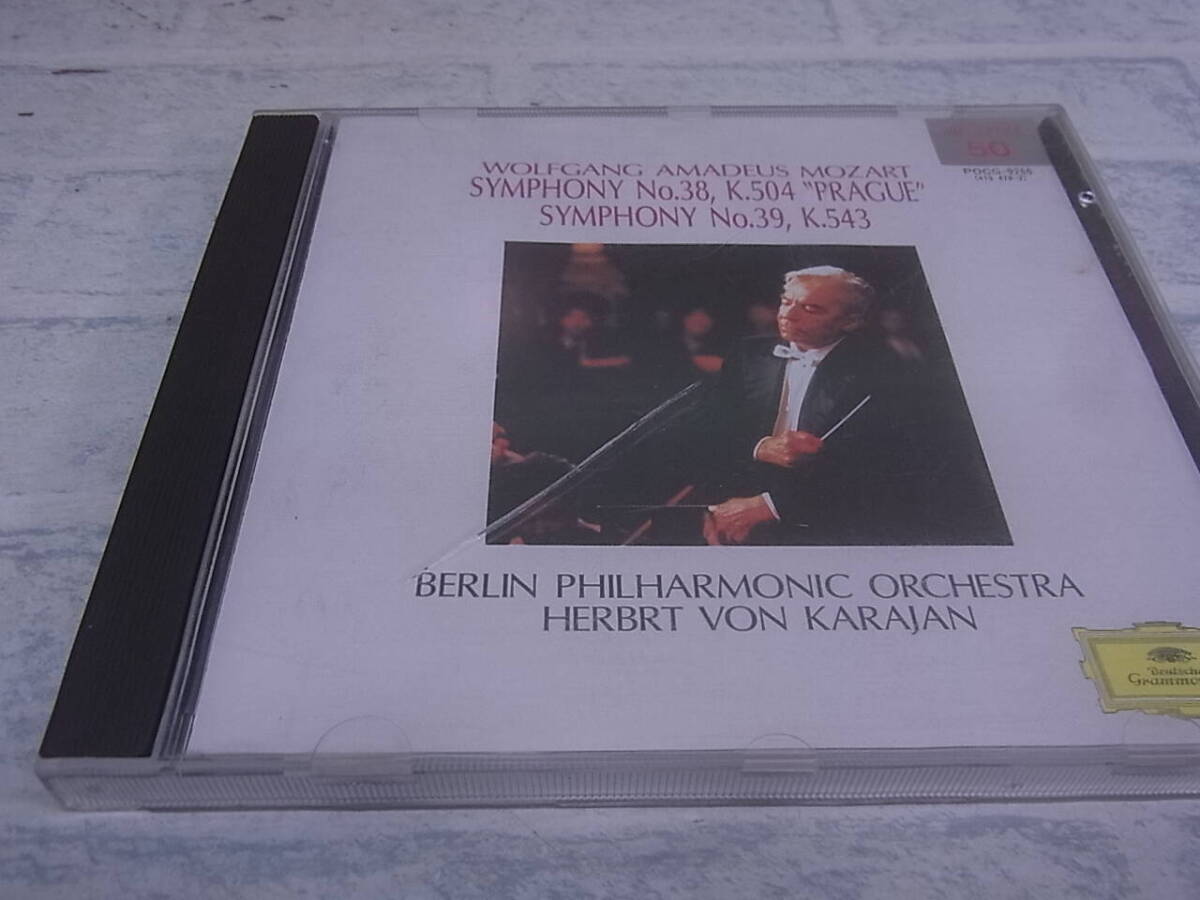 50
WOLFGANG AMADEUS MOZART
SYMPHONY No.38, K.504 "PRAGUE"
SYMPHONY No.39, K.543
BERLIN PHILHARMONIC ORCHESTRA
HERBRT VON KARAJAN
Deutsche